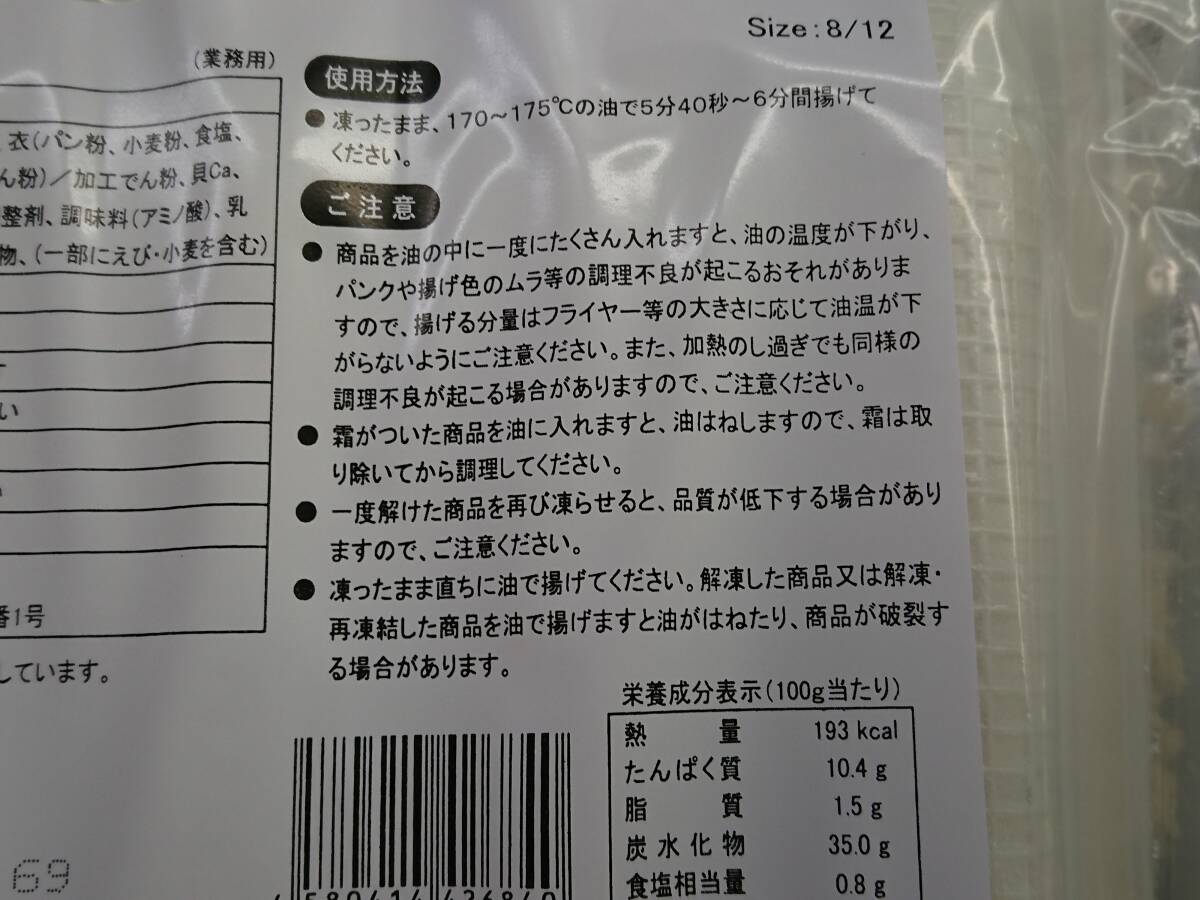 Size:8/12
(業務用)
衣(パン粉、小麦粉、食塩、
ん粉)/加工でん粉、貝Ca、
整剤、調味料(アミノ酸)、乳
物、(一部にえび・小麦を含む)
い
番1号
しています。
使用方法
●凍ったまま、170~175℃の油で5分40秒~6分間揚げて
ください。
ご注意
●商品を油の中に一度にたくさん入れますと、油の温度が下がり、
パンクや揚げ色のムラ等の調理不良が起こるおそれがありま
すので、揚げる分量はフライヤー等の大きさに応じて油温が下
がらないようにご注意ください。また、加熱のし過ぎでも同様の
調理不良が起こる場合がありますので、ご注意ください。
●霜がついた商品を油に入れますと、油はねしますので、霜は取
り除いてから調理してください。
●一度解けた商品を再び凍らせると、品質が低下する場合があり
ますので、ご注意ください。
●凍ったまま直ちに油で揚げてください。解凍した商品又は解凍・
再凍結した商品を油で揚げますと油がはねたり、商品が破裂す
る場合があります。
栄養成分表示(100g当たり)
熱量 193 kcal
たんぱく質 10.4 g
脂質 1.5 g
炭水化物 35.0 g
食塩相当量 0.8 g
69
4 580414 426840